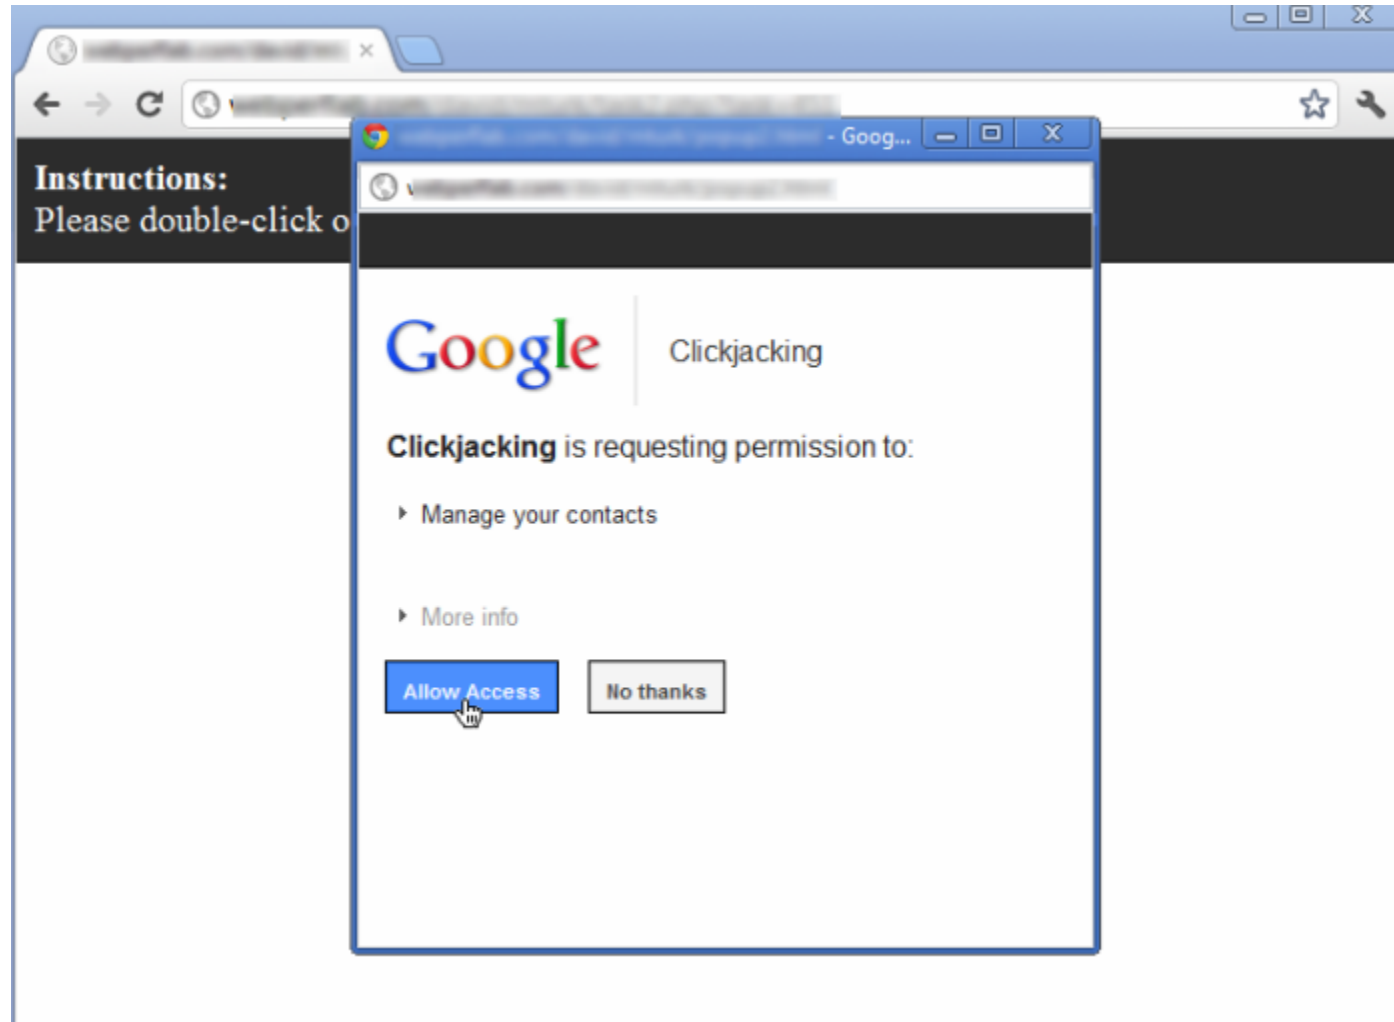 - Goog...
Instructions:
Please double-click o
Google
Clickjacking
Clickjacking is requesting permission to:
Manage your contacts
More info
Allow Access
No thanks